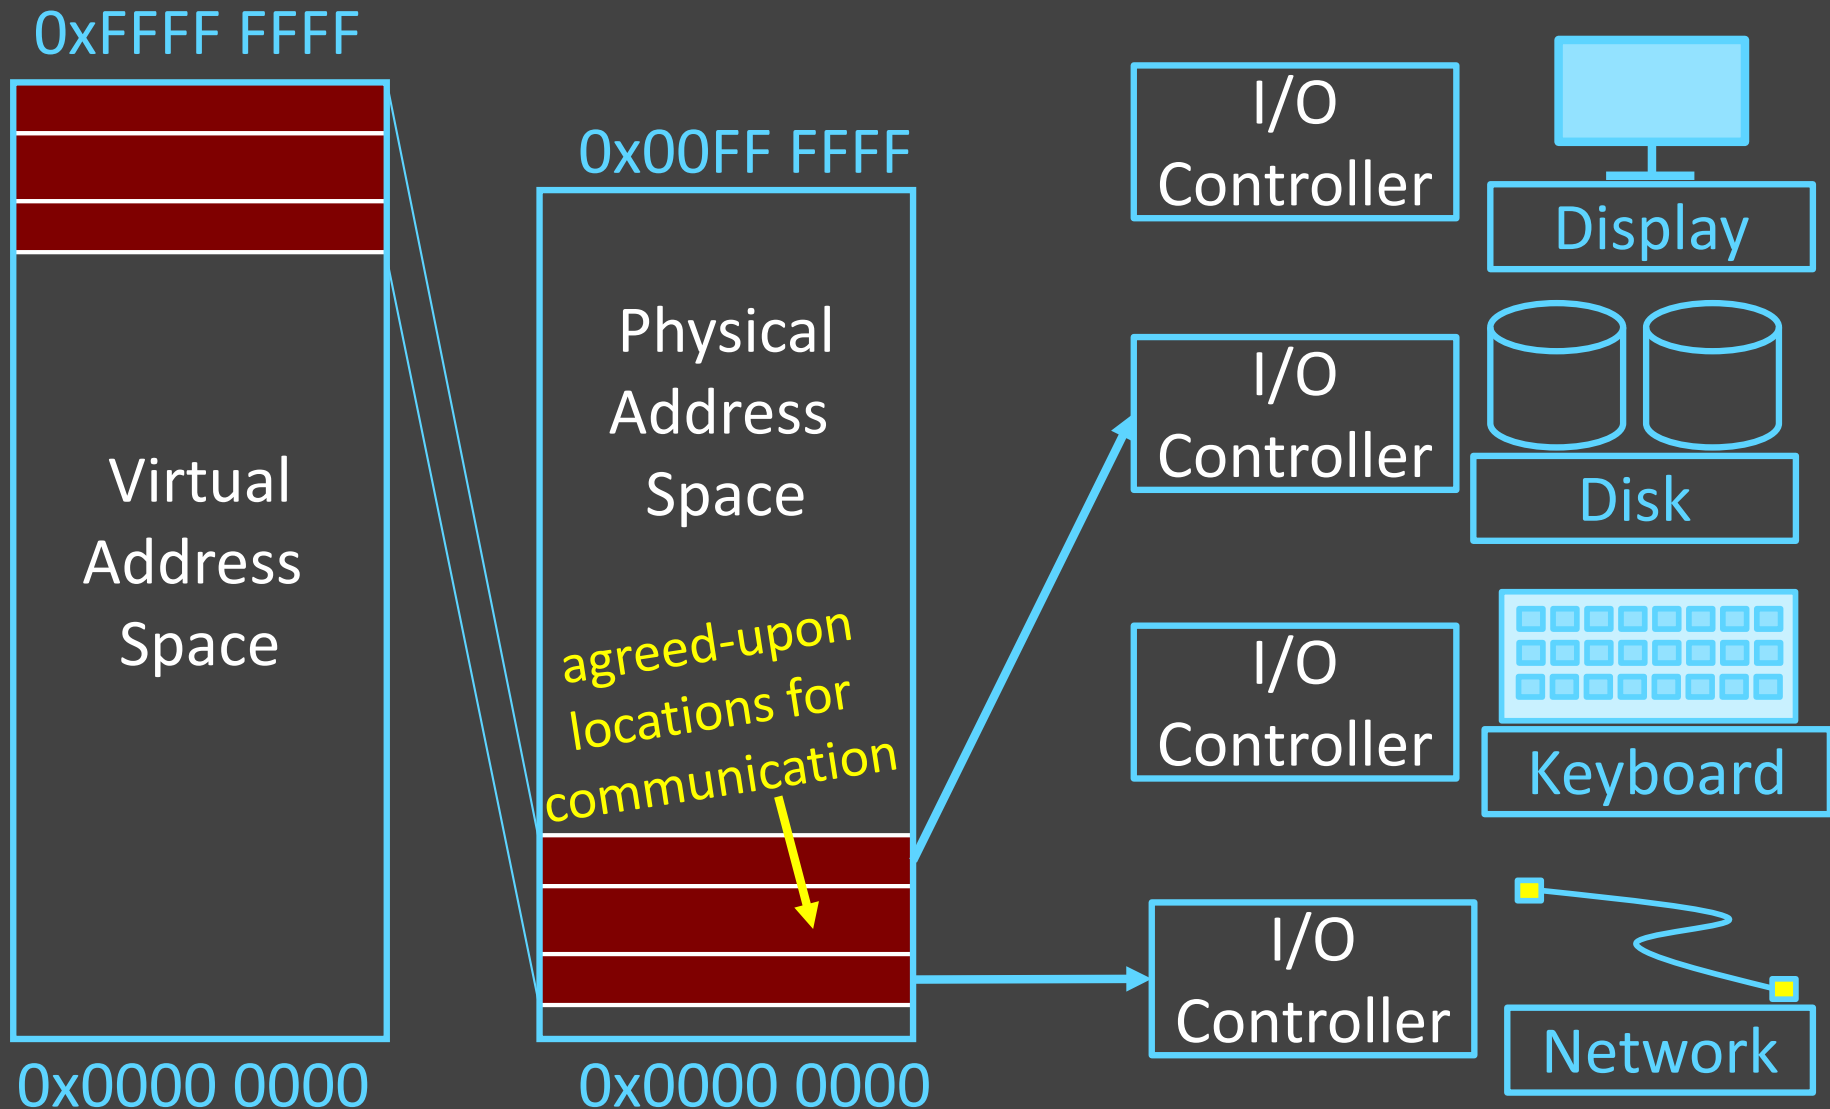 0xFFFF FFFF
Virtual
Address
Space
0x0000 0000
0x00FF FFFF
Physical
Address
Space
agreed-upon
locations for
communication
0x0000 0000
I/O
Controller
Display
I/O
Controller
Disk
I/O
Controller
Keyboard
I/O
Controller
Network